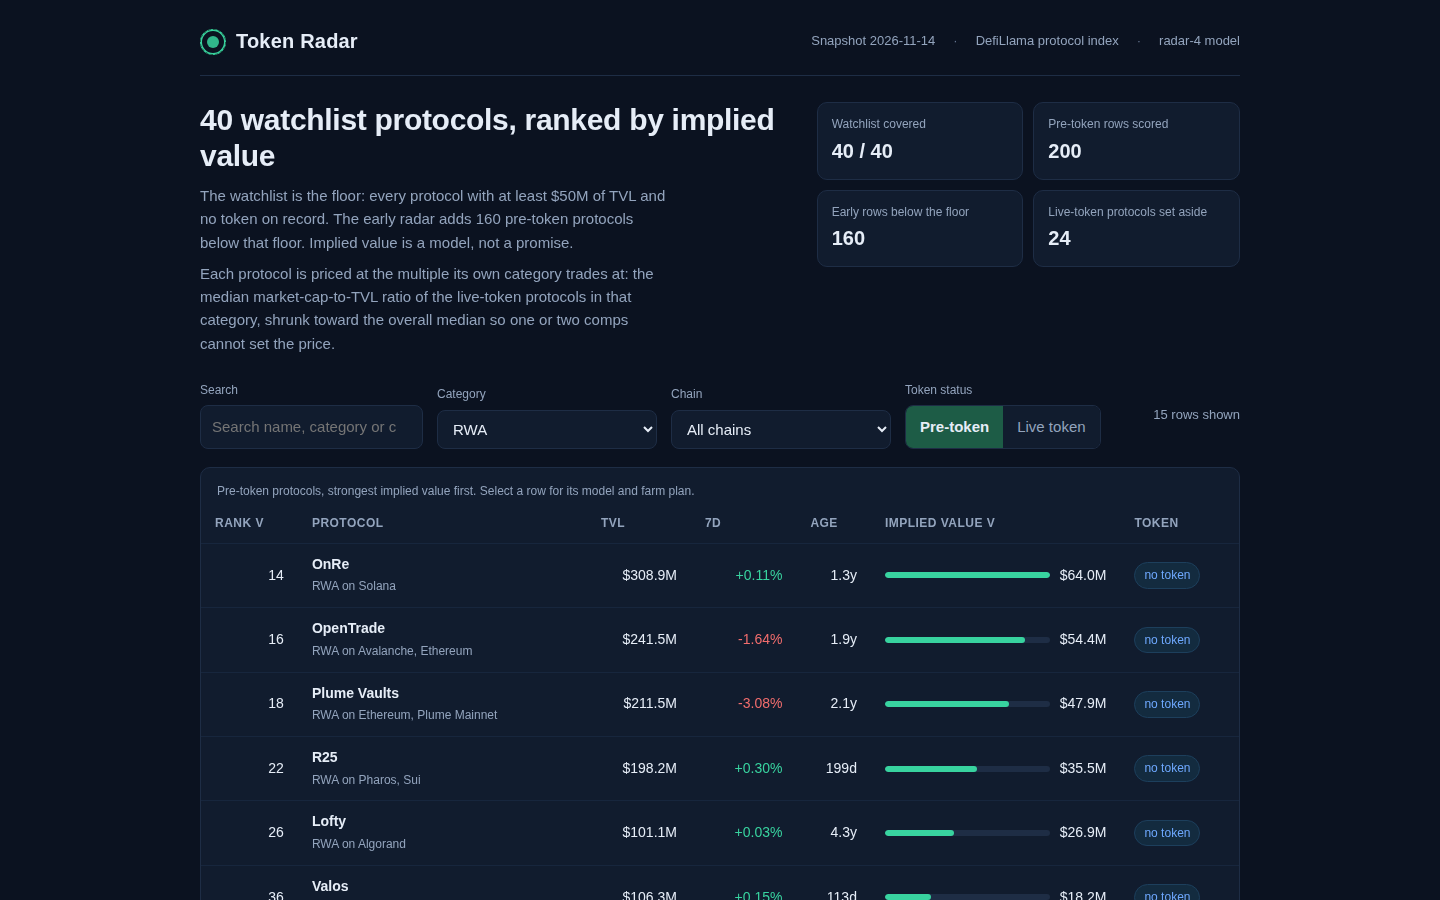 Token Radar
Snapshot 2026-11-14 · DefiLlama protocol index · radar-4 model
40 watchlist protocols, ranked by implied
value
The watchlist is the floor: every protocol with at least $50M of TVL and
no token on record. The early radar adds 160 pre-token protocols
below that floor. Implied value is a model, not a promise.
Each protocol is priced at the multiple its own category trades at: the
median market-cap-to-TVL ratio of the live-token protocols in that
category, shrunk toward the overall median so one or two comps
cannot set the price.
Watchlist covered
40 / 40
Pre-token rows scored
200
Early rows below the floor
160
Live-token protocols set aside
24
Search
Search name, category or c
Category
RWA
Chain
All chains
Token status
Pre-token Live token
15 rows shown
Pre-token protocols, strongest implied value first. Select a row for its model and farm plan.
RANK V PROTOCOL TVL 7D AGE IMPLIED VALUE V TOKEN
14 OnRe $308.9M +0.11% 1.3y $64.0M no token
RWA on Solana
16 OpenTrade $241.5M -1.64% 1.9y $54.4M no token
RWA on Avalanche, Ethereum
18 Plume Vaults $211.5M -3.08% 2.1y $47.9M no token
RWA on Ethereum, Plume Mainnet
22 R25 $198.2M +0.30% 199d $35.5M no token
RWA on Pharos, Sui
26 Lofty $101.1M +0.03% 4.3y $26.9M no token
RWA on Algorand
36 Valos $106.3M +0.15% 113d $18.2M no token